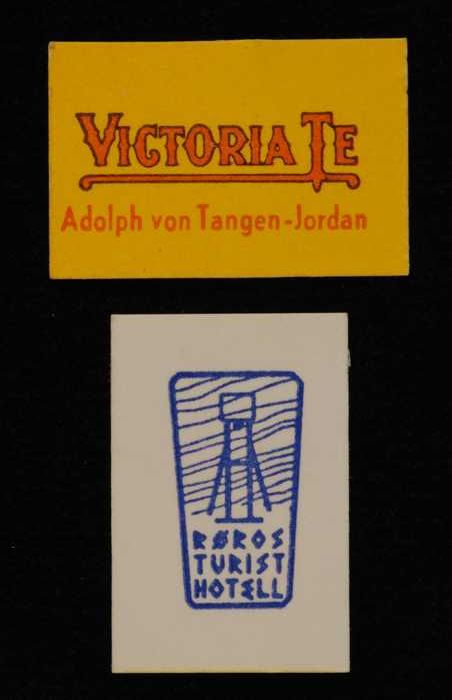 VICTORIA TE
Adolph von Tangen-Jordan
RØROS
TURIST
HOTELL